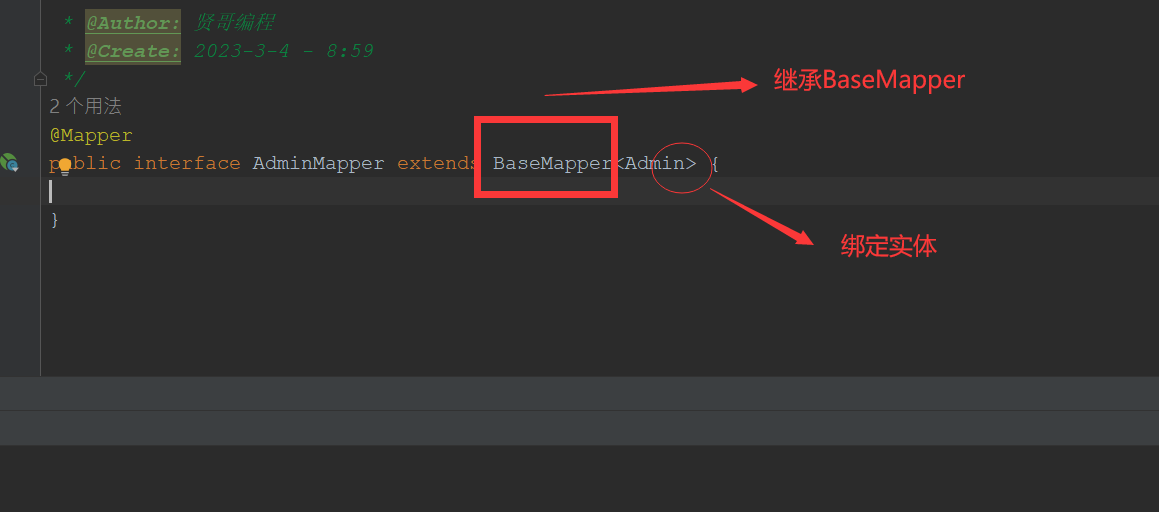 * @Author: 贤哥编程
* @Create: 2023-3-4 - 8:59
*/
继承BaseMapper
2 个用法
@Mapper
public interface AdminMapper extends BaseMapper<Admin> {
}
绑定实体